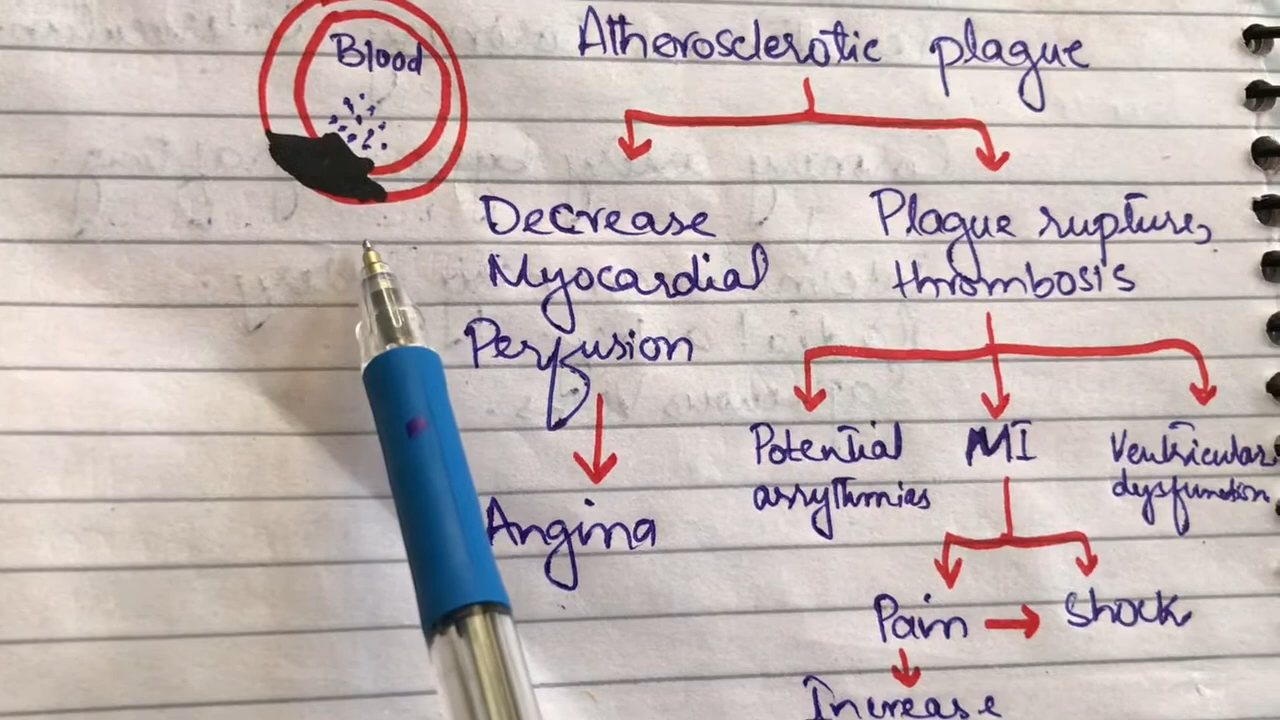 Blood
Atherosclerotic plague
Decrease
Myocardial
Perfusion
Angina
Plague rupture,
thrombosis
Potential
arrythmias
MI
Ventricular
dysfunction
Pain
Shock
Increase